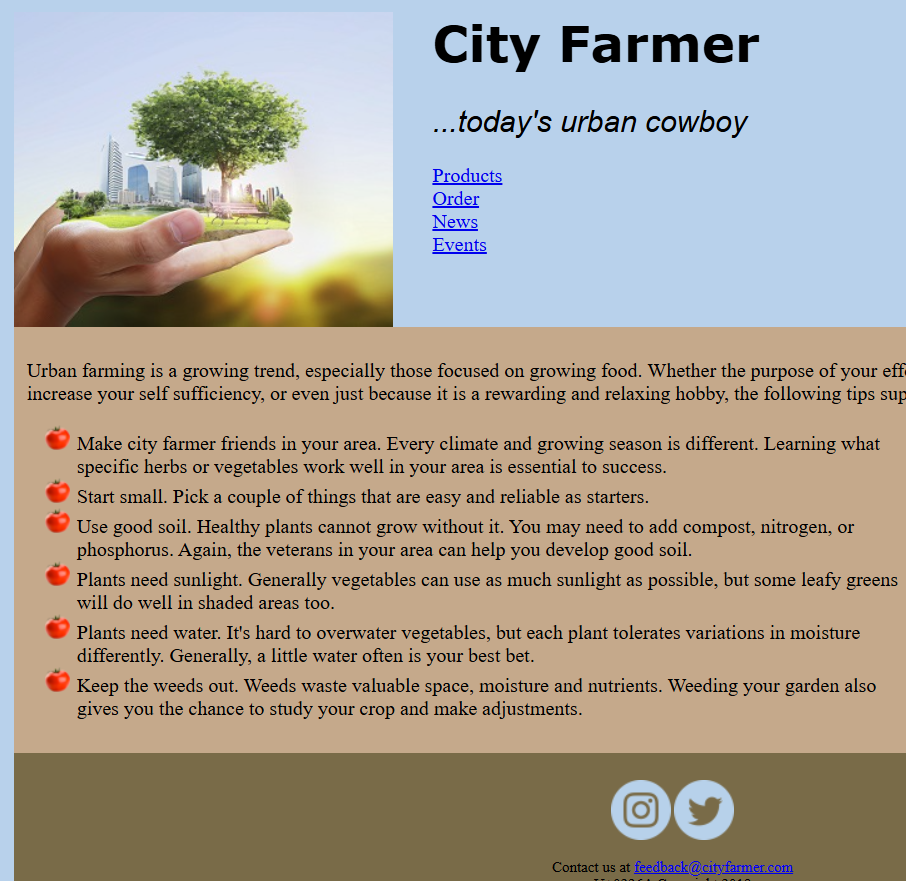 City Farmer
...today's urban cowboy
Products
Order
News
Events
Urban farming is a growing trend, especially those focused on growing food. Whether the purpose of your
increase your self sufficiency, or even just because it is a rewarding and relaxing hobby, the following tips
Make city farmer friends in your area. Every climate and growing season is different. Learning what
specific herbs or vegetables work well in your area is essential to success.
Start small. Pick a couple of things that are easy and reliable as starters.
Use good soil. Healthy plants cannot grow without it. You may need to add compost, nitrogen, or
phosphorus. Again, the veterans in your area can help you develop good soil.
Plants need sunlight. Generally vegetables can use as much sunlight as possible, but some leafy greens
will do well in shaded areas too.
Plants need water. It's hard to overwater vegetables, but each plant tolerates variations in moisture
differently. Generally, a little water often is your best bet.
Keep the weeds out. Weeds waste valuable space, moisture and nutrients. Weeding your garden also
gives you the chance to study your crop and make adjustments.
Contact us at feedback@cityfarmer.com